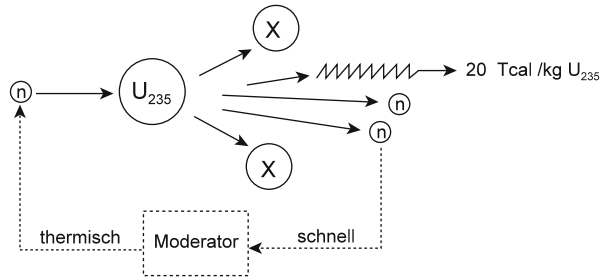 X
20 Tcal /kg U₂₃₅
n
U₂₃₅
n
n
X
thermisch
Moderator
schnell